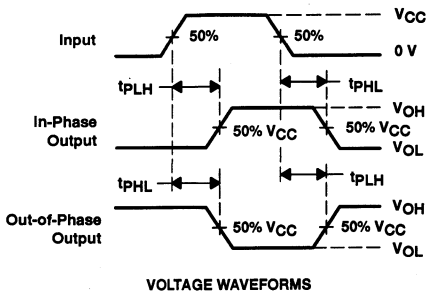 VCC
Input
50%
50%
0 V
tPLH
tPHL
In-Phase
Output
50% VCC
50% VCC
VOH
VOL
tPHL
tPLH
Out-of-Phase
Output
50% VCC
50% VCC
VOH
VOL
VOLTAGE WAVEFORMS